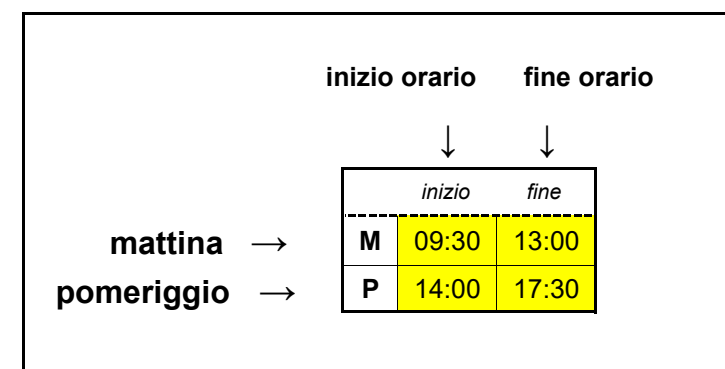 inizio orario fine orario
↓ ↓
inizio fine
mattina → M 09:30 13:00
pomeriggio → P 14:00 17:30